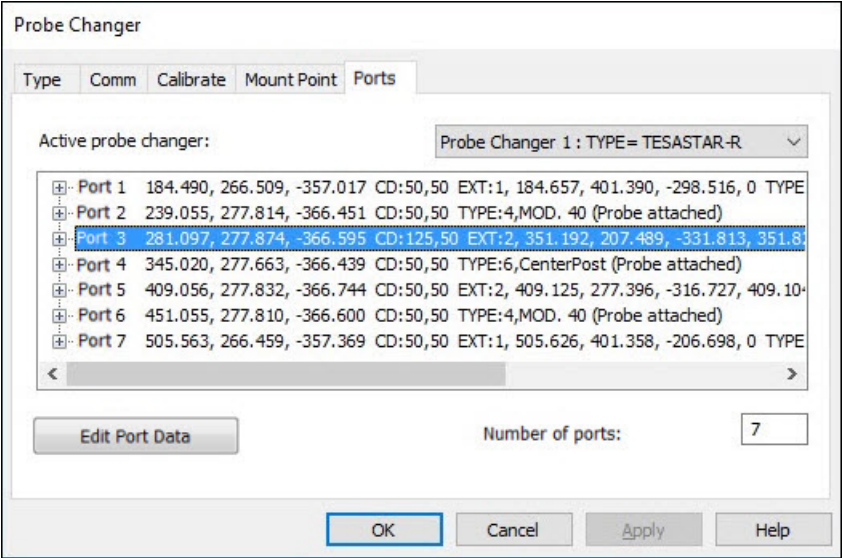 Probe Changer
Type Comm Calibrate Mount Point Ports
Active probe changer: Probe Changer 1 : TYPE= TESASTAR-R
Port 1 184.490, 266.509, -357.017 CD:50,50 EXT:1, 184.657, 401.390, -298.516, 0 TYPE
Port 2 239.055, 277.814, -366.451 CD:50,50 TYPE:4,MOD. 40 (Probe attached)
Port 3 281.097, 277.874, -366.595 CD:125,50 EXT:2, 351.192, 207.489, -331.813, 351.8
Port 4 345.020, 277.663, -366.439 CD:50,50 TYPE:6,CenterPost (Probe attached)
Port 5 409.056, 277.832, -366.744 CD:50,50 EXT:2, 409.125, 277.396, -316.727, 409.104
Port 6 451.055, 277.810, -366.600 CD:50,50 TYPE:4,MOD. 40 (Probe attached)
Port 7 505.563, 266.459, -357.369 CD:50,50 EXT:1, 505.626, 401.358, -206.698, 0 TYPE
Edit Port Data Number of ports: 7
OK Cancel Apply Help